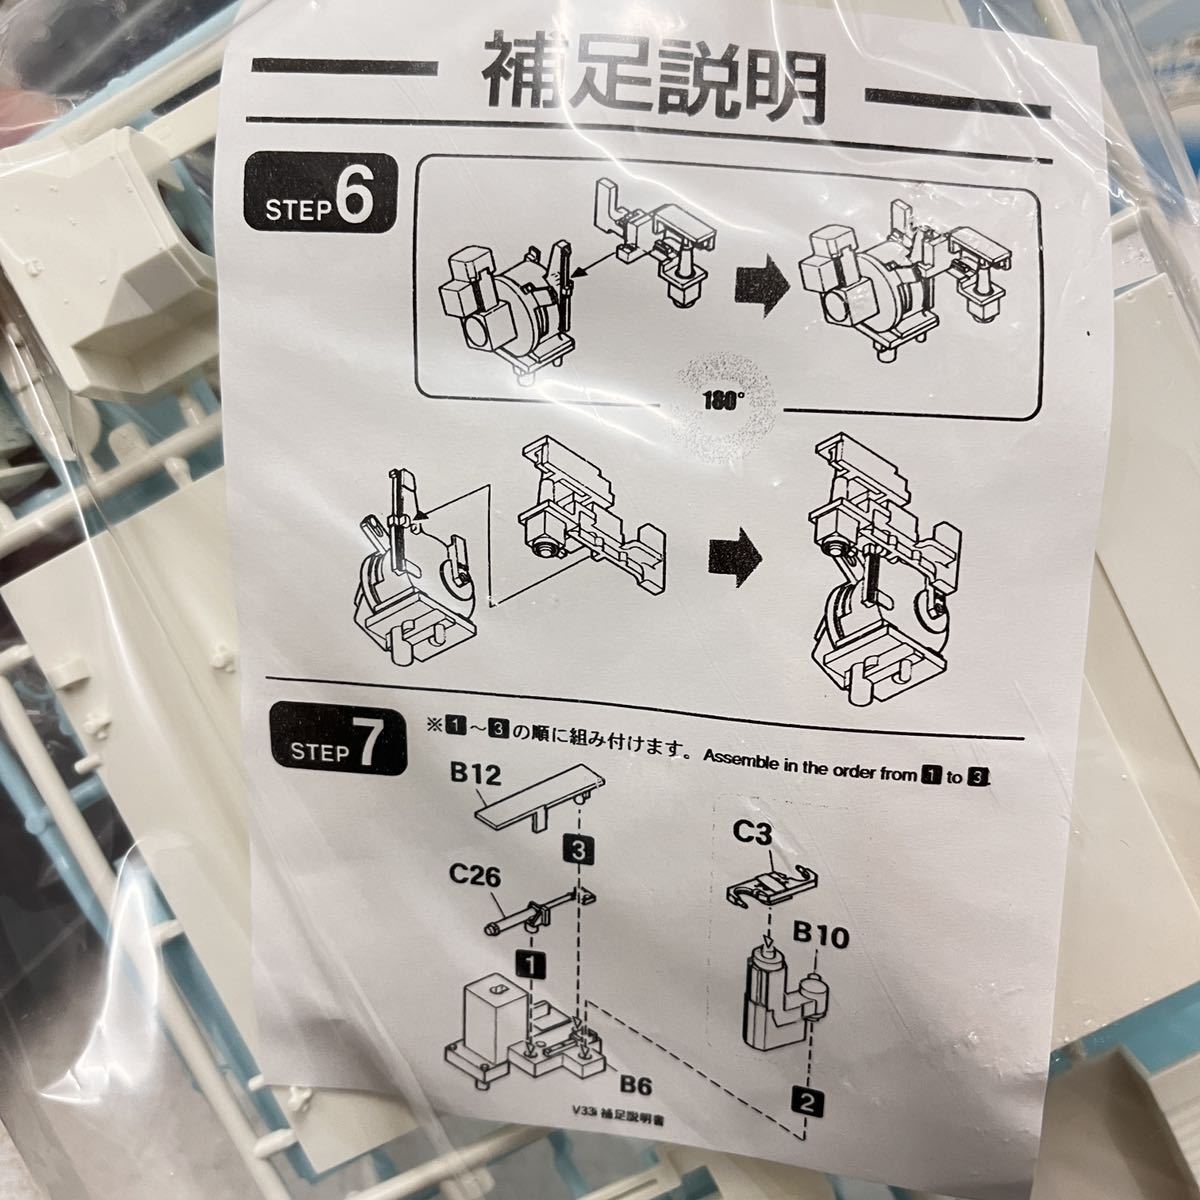 補足説明
STEP 6
180°
STEP 7
※1～3の順に組み付けます。Assemble in the order from 1 to 3.
B12
3
C3
C26
B10
1
B6
2
V33i 補足説明書